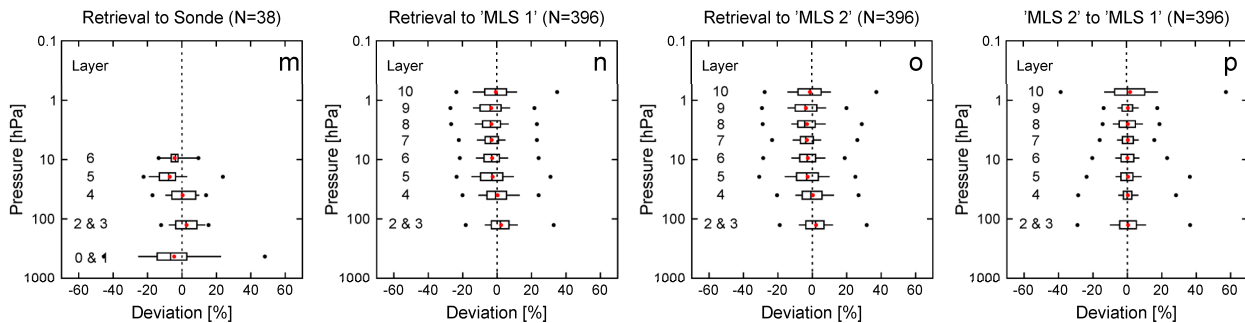 Retrieval to Sonde (N=38)
0.1
Layer
m
1
10
100
1000
6
5
4
2 & 3
0 &
Pressure [hPa]
-60 -40 -20 0 20 40 60
Deviation [%]
Retrieval to 'MLS 1' (N=396)
0.1
Layer
n
1
10
100
1000
10
9
8
7
6
5
4
2 & 3
Pressure [hPa]
-60 -40 -20 0 20 40 60
Deviation [%]
Retrieval to 'MLS 2' (N=396)
0.1
Layer
o
1
10
100
1000
10
9
8
7
6
5
4
2 & 3
Pressure [hPa]
-60 -40 -20 0 20 40 60
Deviation [%]
'MLS 2' to 'MLS 1' (N=396)
0.1
Layer
p
1
10
100
1000
10
9
8
7
6
5
4
2 & 3
Pressure [hPa]
-60 -40 -20 0 20 40 60
Deviation [%]